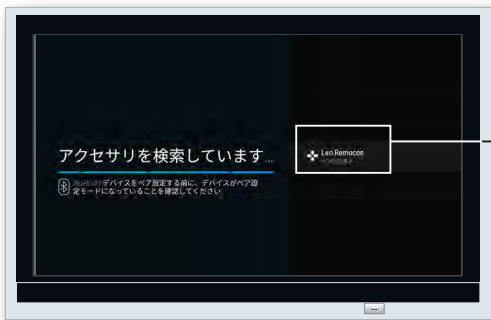 アクセサリを検索しています...
デバイスをペア設定する前に、デバイスがペア設
定モードになっていることを確認してください
Leo Remocon